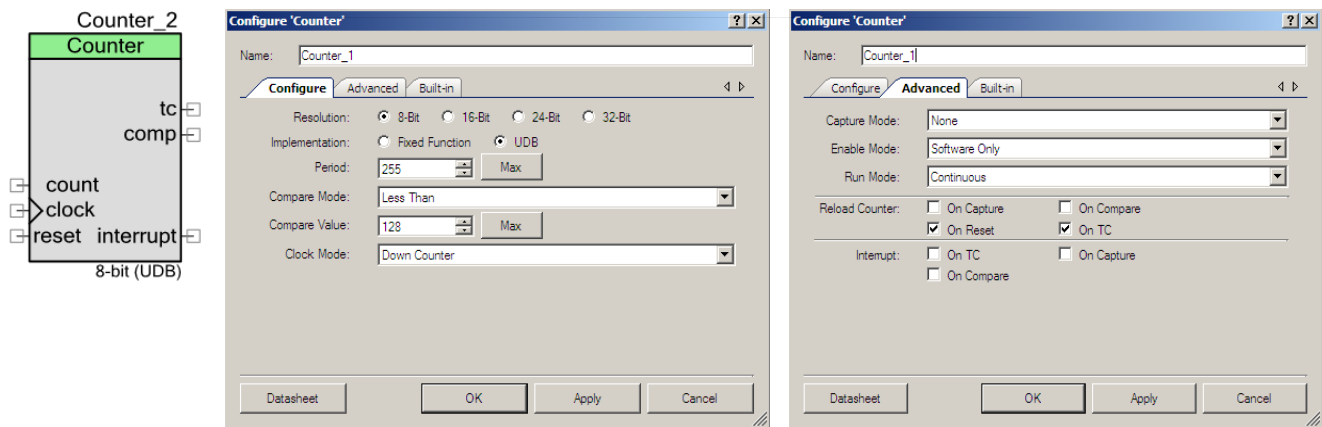 Counter_2
Counter
tc
comp
count
clock
reset interrupt
8-bit (UDB)
Configure 'Counter'
Name: Counter_1
Configure Advanced Built-in
Resolution: 8-Bit 16-Bit 24-Bit 32-Bit
Implementation: Fixed Function UDB
Period: 255 Max
Compare Mode: Less Than
Compare Value: 128 Max
Clock Mode: Down Counter
Datasheet OK Apply Cancel
Configure 'Counter'
Name: Counter_1
Configure Advanced Built-in
Capture Mode: None
Enable Mode: Software Only
Run Mode: Continuous
Reload Counter: On Capture On Compare
On Reset On TC
Interrupt: On TC On Capture
On Compare
Datasheet OK Apply Cancel